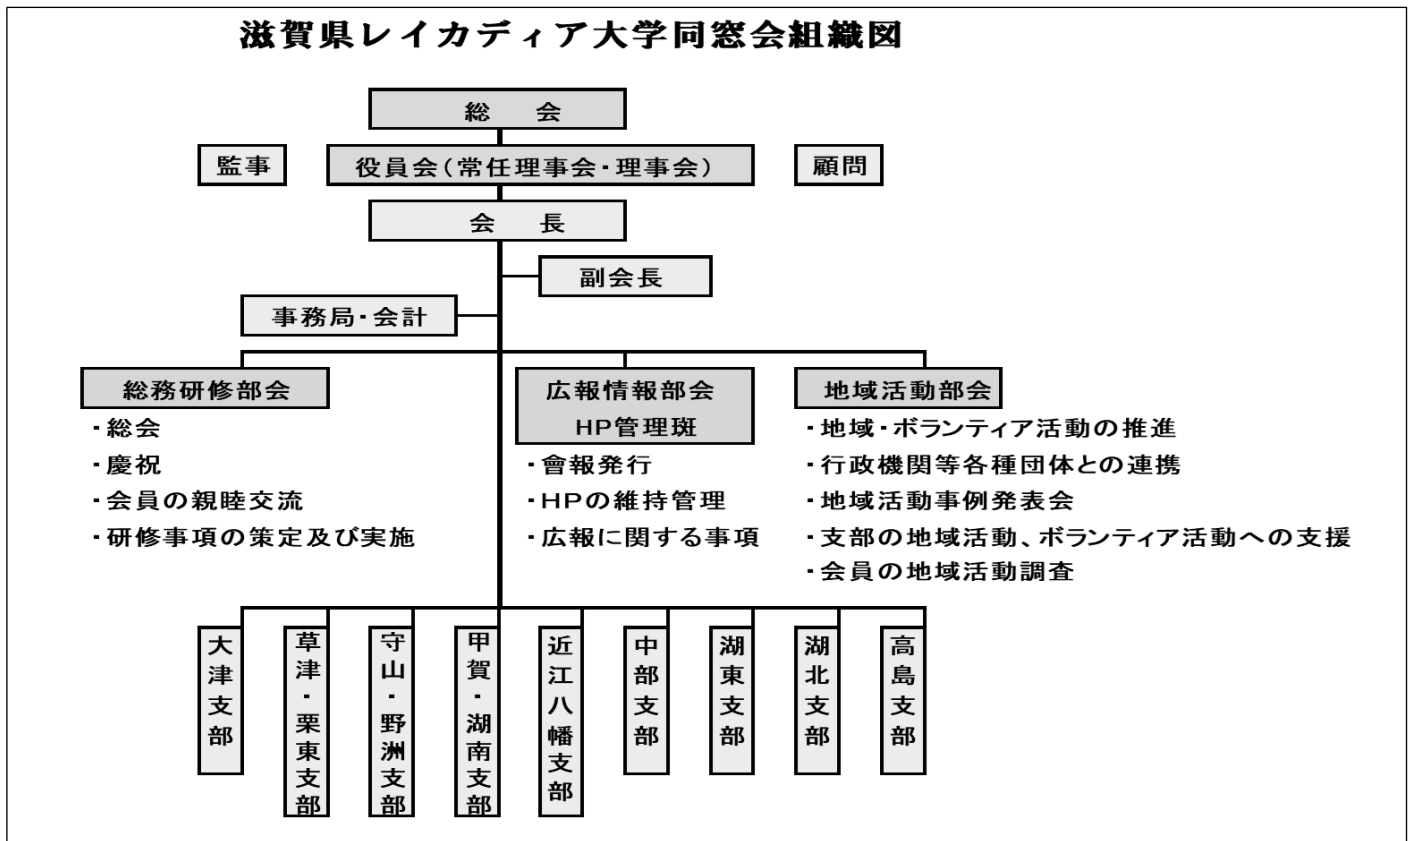 滋賀県レイカディア大学同窓会組織図
総　会
監事
役員会(常任理事会・理事会)
顧問
会　長
副会長
事務局・会計
総務研修部会
・総会
・慶祝
・会員の親睦交流
・研修事項の策定及び実施
広報情報部会
HP管理斑
・會報発行
・HPの維持管理
・広報に関する事項
地域活動部会
・地域・ボランティア活動の推進
・行政機関等各種団体との連携
・地域活動事例発表会
・支部の地域活動、ボランティア活動への支援
・会員の地域活動調査
大津支部
草津・栗東支部
守山・野洲支部
甲賀・湖南支部
近江八幡支部
中部支部
湖東支部
湖北支部
高島支部